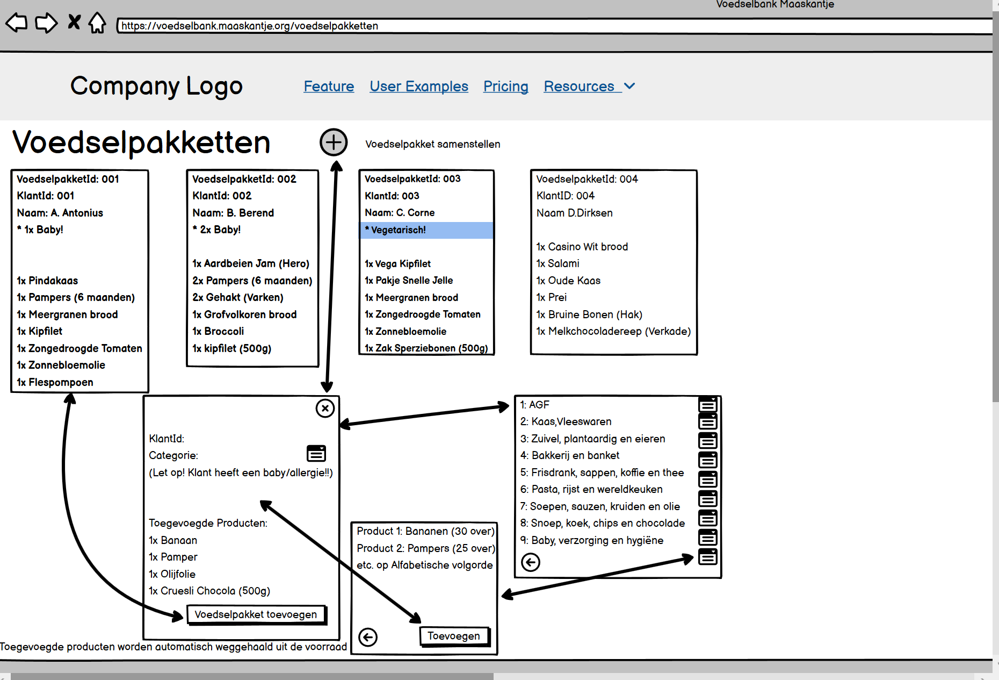 Voedselbank Maaskantje
https://voedselbank.maaskantje.org/voedselpakketten
Company Logo
Feature
User Examples
Pricing
Resources
Voedselpakketten
Voedselpakket samenstellen
VoedselpakketId: 001
KlantId: 001
Naam: A. Antonius
* 1x Baby!
1x Pindakaas
1x Pampers (6 maanden)
1x Meergranen brood
1x Kipfilet
1x Zongedroogde Tomaten
1x Zonnebloemolie
1x Flespompoen
VoedselpakketId: 002
KlantId: 002
Naam: B. Berend
* 2x Baby!
1x Aardbeien Jam (Hero)
2x Pampers (6 maanden)
2x Gehakt (Varken)
1x Grofvolkoren brood
1x Broccoli
1x kipfilet (500g)
VoedselpakketId: 003
KlantId: 003
Naam: C. Corne
* Vegetarisch!
1x Vega Kipfilet
1x Pakje Snelle Jelle
1x Meergranen brood
1x Zongedroogde Tomaten
1x Zonnebloemolie
1x Zak Sperziebonen (500g)
VoedselpakketId: 004
KlantID: 004
Naam D.Dirksen
1x Casino Wit brood
1x Salami
1x Oude Kaas
1x Prei
1x Bruine Bonen (Hak)
1x Melkchocoladereep (Verkade)
KlantId:
Categorie:
(Let op! Klant heeft een baby/allergie!!)
Toegevoegde Producten:
1x Banaan
1x Pamper
1x Olijfolie
1x Cruesli Chocola (500g)
Voedselpakket toevoegen
Toegevoegde producten worden automatisch weggehaald uit de voorraad
Product 1: Bananen (30 over)
Product 2: Pampers (25 over)
etc. op Alfabetische volgorde
Toevoegen
1: AGF
2: Kaas,Vleeswaren
3: Zuivel, plantaardig en eieren
4: Bakkerij en banket
5: Frisdrank, sappen, koffie en thee
6: Pasta, rijst en wereldkeuken
7: Soepen, sauzen, kruiden en olie
8: Snoep, koek, chips en chocolade
9: Baby, verzorging en hygiëne